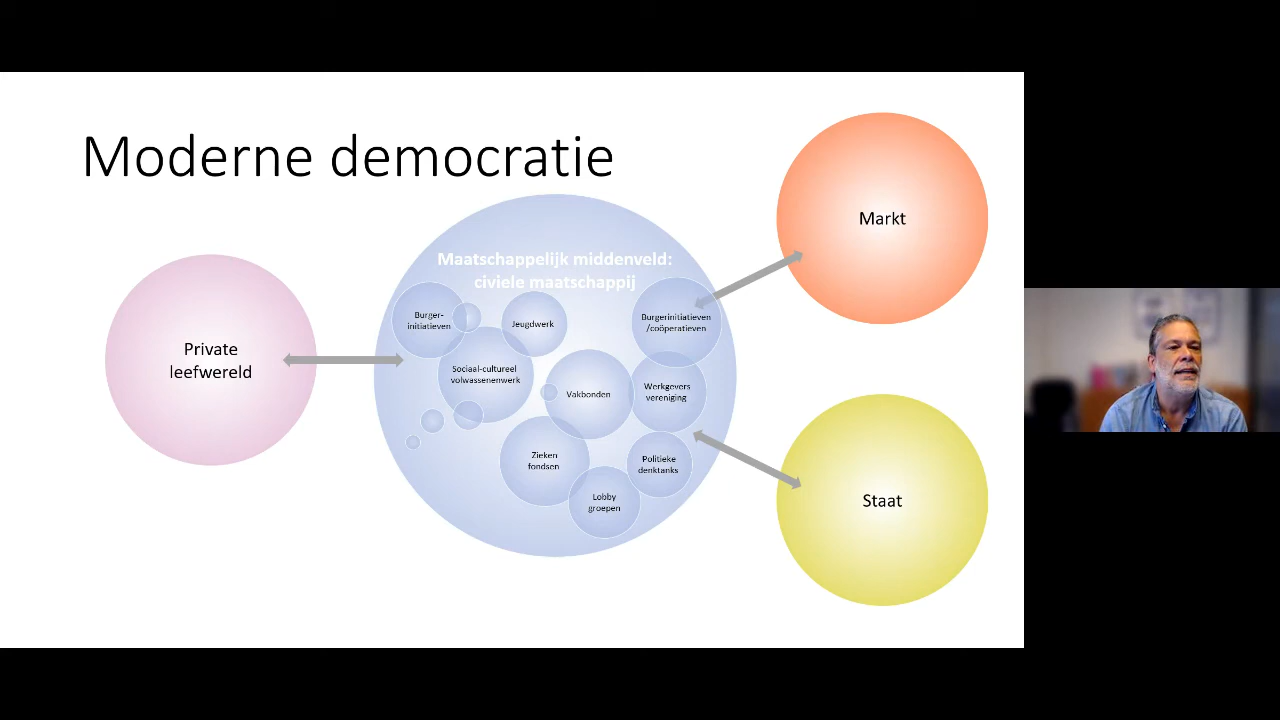 Moderne democratie
Private
leefwereld
Maatschappelijk middenveld:
civiele maatschappij
Burger-
initiatieven
Jeugdwerk
Sociaal-cultureel
volwassenenwerk
Vakbonden
Zieken
fondsen
Lobby
groepen
Burgerinitiatieven
/coöperatieven
Werkgevers
vereniging
Politieke
denktanks
Markt
Staat